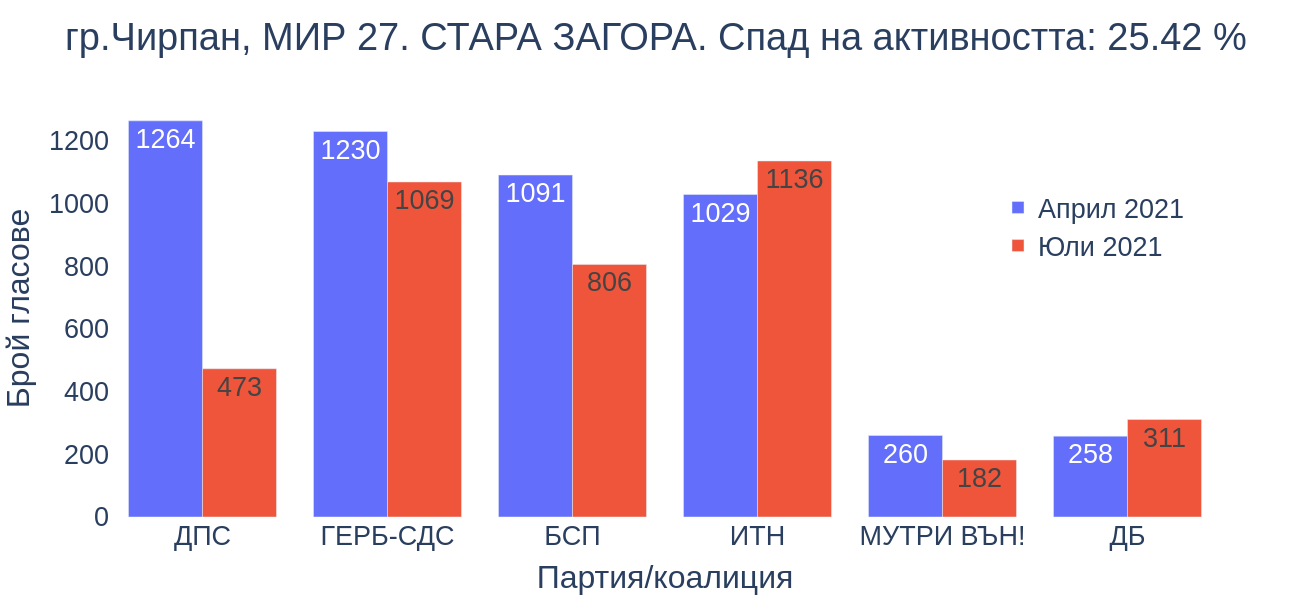 гр.Чирпан, МИР 27. СТАРА ЗАГОРА. Спад на активността: 25.42 %
Брой гласове
1200
1000
800
600
400
200
0
1264
473
1230
1069
1091
806
1029
1136
260
182
258
311
Април 2021
Юли 2021
ДПС
ГЕРБ-СДС
БСП
ИТН
МУТРИ ВЪН!
ДБ
Партия/коалиция